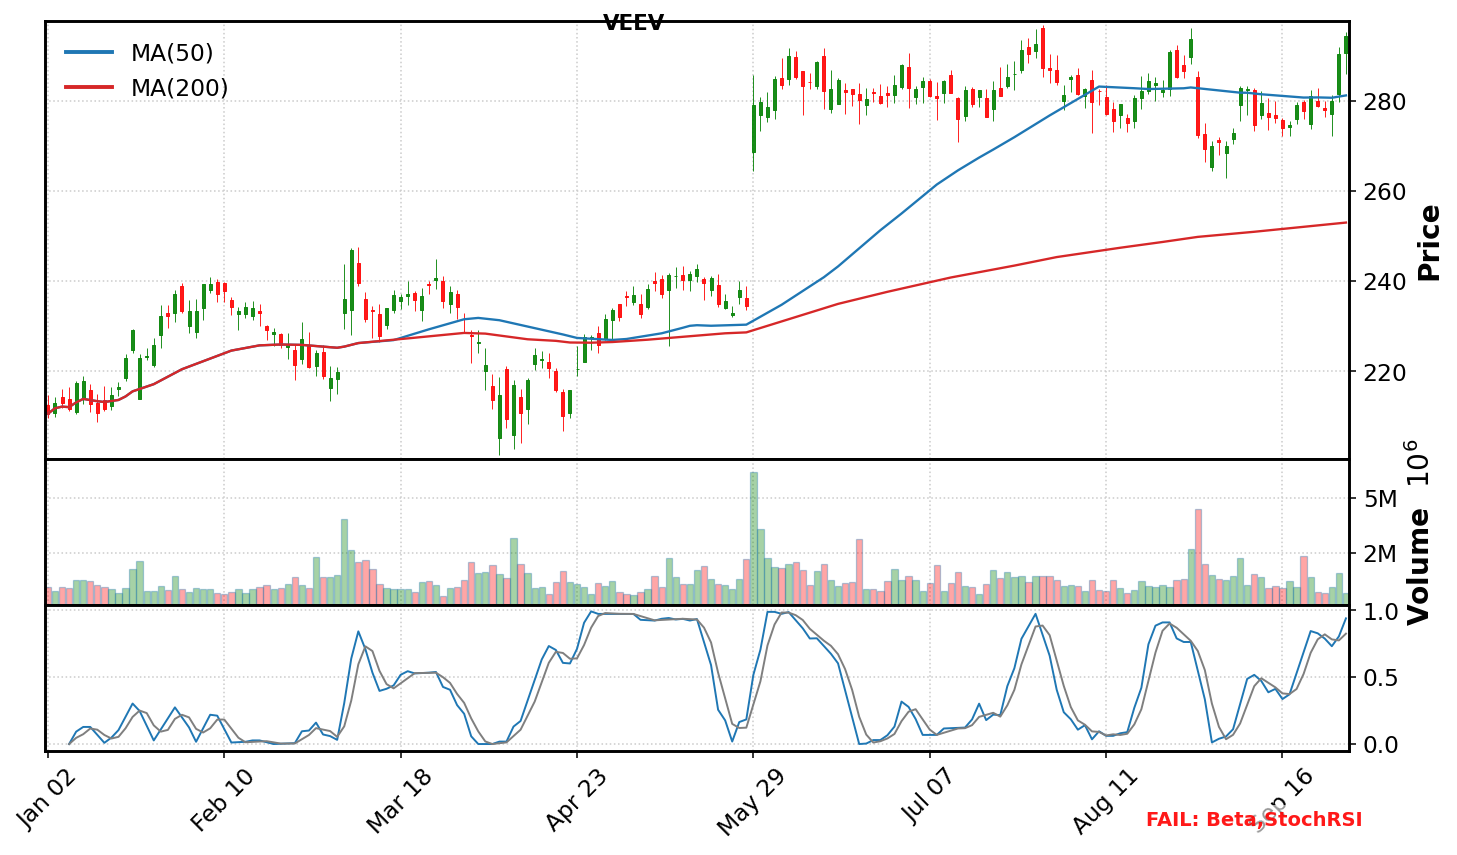 VEEV
MA(50)
MA(200)
280
260
240
220
Price
5M
2M
Volume 10^6
1.0
0.5
0.0
Jan 02
Feb 10
Mar 18
Apr 23
May 29
Jul 07
Aug 11
Sep 16
FAIL: Beta, StochRSI